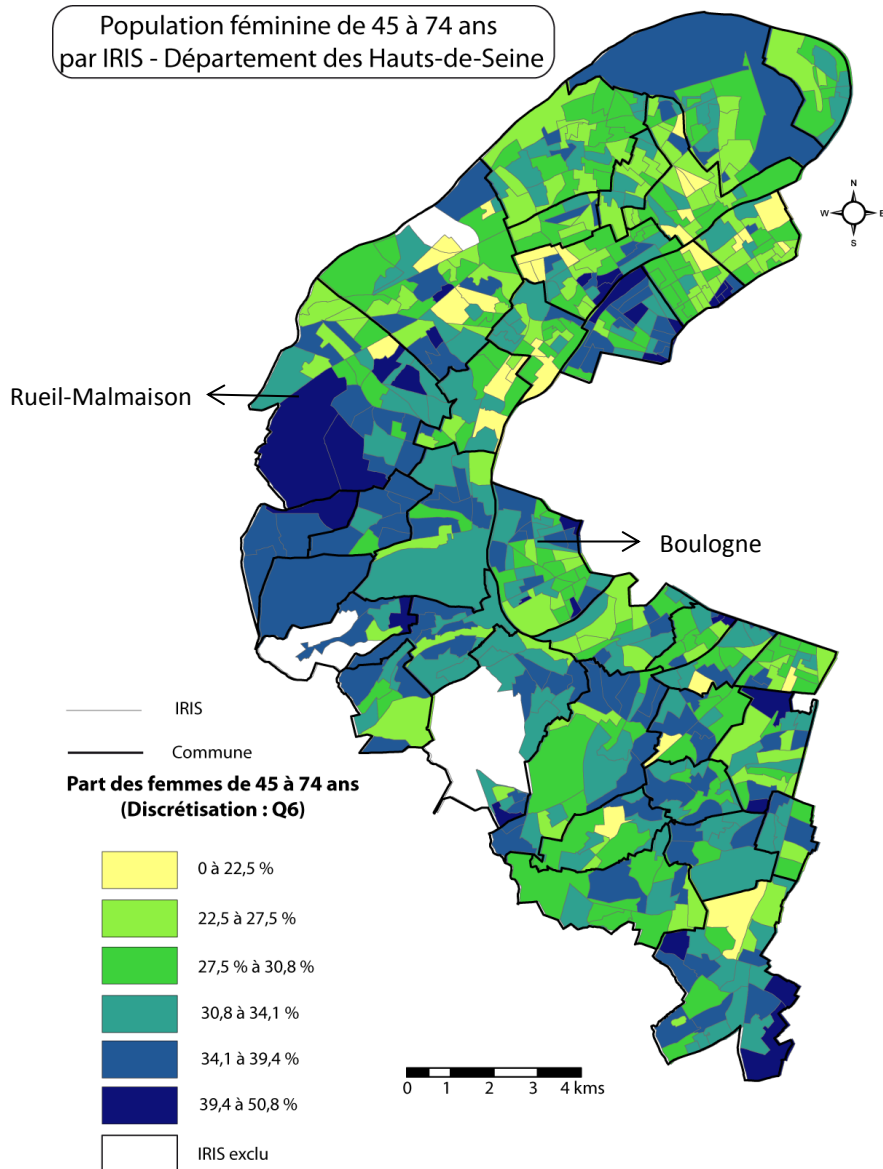 Population féminine de 45 à 74 ans
par IRIS - Département des Hauts-de-Seine
N
W E
S
Rueil-Malmaison
Boulogne
IRIS
Commune
Part des femmes de 45 à 74 ans
(Discrétisation : Q6)
0 à 22,5 %
22,5 à 27,5 %
27,5 % à 30,8 %
30,8 à 34,1 %
34,1 à 39,4 %
39,4 à 50,8 %
IRIS exclu
0 1 2 3 4 kms